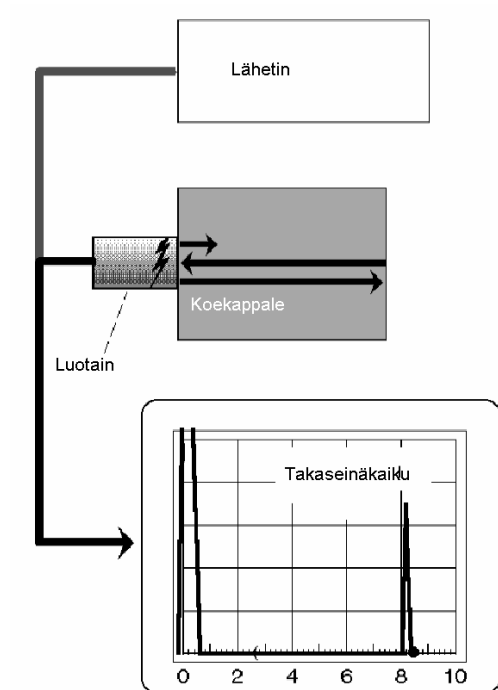 Lähetin
Koekappale
Luotain
Takaseinäkaiku
0 2 4 6 8 10